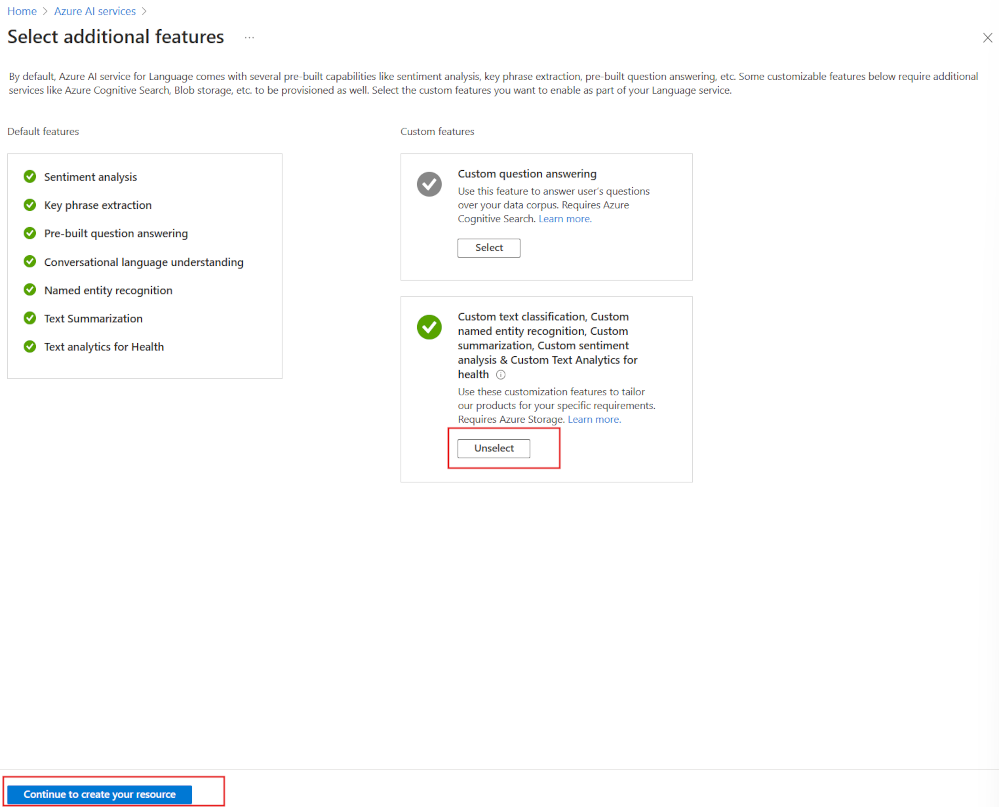 Home > Azure AI services >
Select additional features ...
By default, Azure AI service for Language comes with several pre-built capabilities like sentiment analysis, key phrase extraction, pre-built question answering, etc. Some customizable features below require additional
services like Azure Cognitive Search, Blob storage, etc. to be provisioned as well. Select the custom features you want to enable as part of your Language service.
Default features
Sentiment analysis
Key phrase extraction
Pre-built question answering
Conversational language understanding
Named entity recognition
Text Summarization
Text analytics for Health
Custom features
Custom question answering
Use this feature to answer user's questions
over your data corpus. Requires Azure
Cognitive Search. Learn more.
Select
Custom text classification, Custom
named entity recognition, Custom
summarization, Custom sentiment
analysis & Custom Text Analytics for
health
Use these customization features to tailor
our products for your specific requirements.
Requires Azure Storage. Learn more.
Unselect
Continue to create your resource